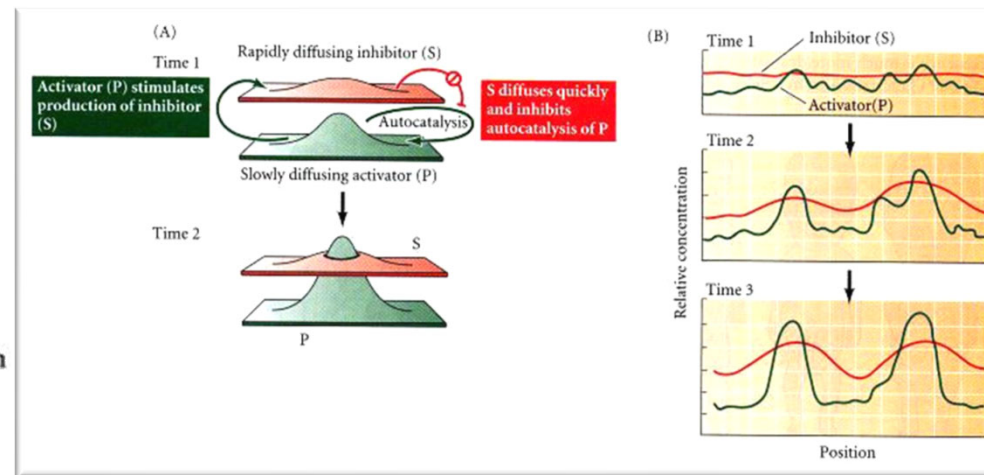 (A)
Time 1
Rapidly diffusing inhibitor (S)
Activator (P) stimulates
production of inhibitor
(S)
S diffuses quickly
and inhibits
autocatalysis of P
Autocatalysis
Slowly diffusing activator (P)
Time 2
S
P
(B)
Time 1
Inhibitor (S)
Activator(P)
Time 2
Relative concentration
Time 3
Position